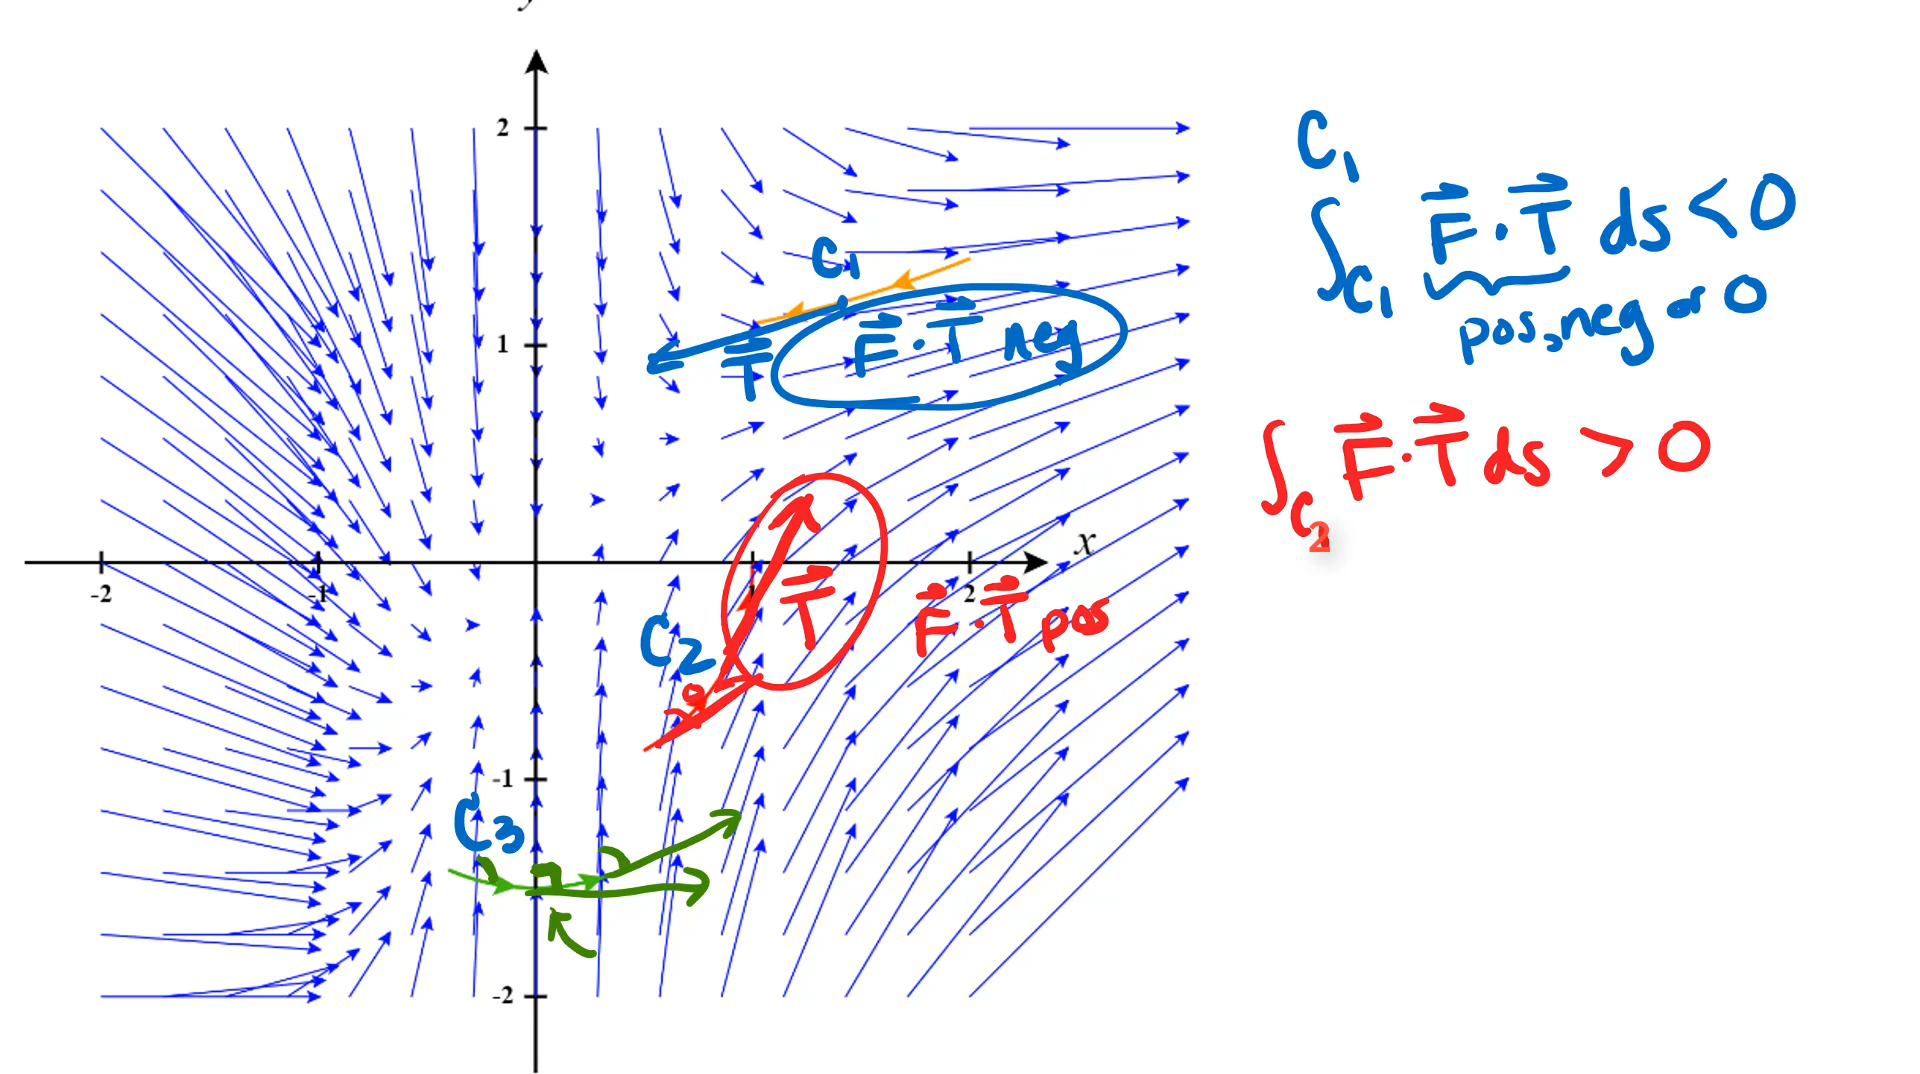 y
2
C₁
∫C₁ F⃗ · T⃗ ds < 0
pos, neg or 0
C₁
1
T⃗
F⃗ · T⃗ neg
∫C₂ F⃗ · T⃗ ds > 0
x
-2
-1
1
2
T⃗
F⃗ · T⃗ pos
C₂
-1
C₃
-2